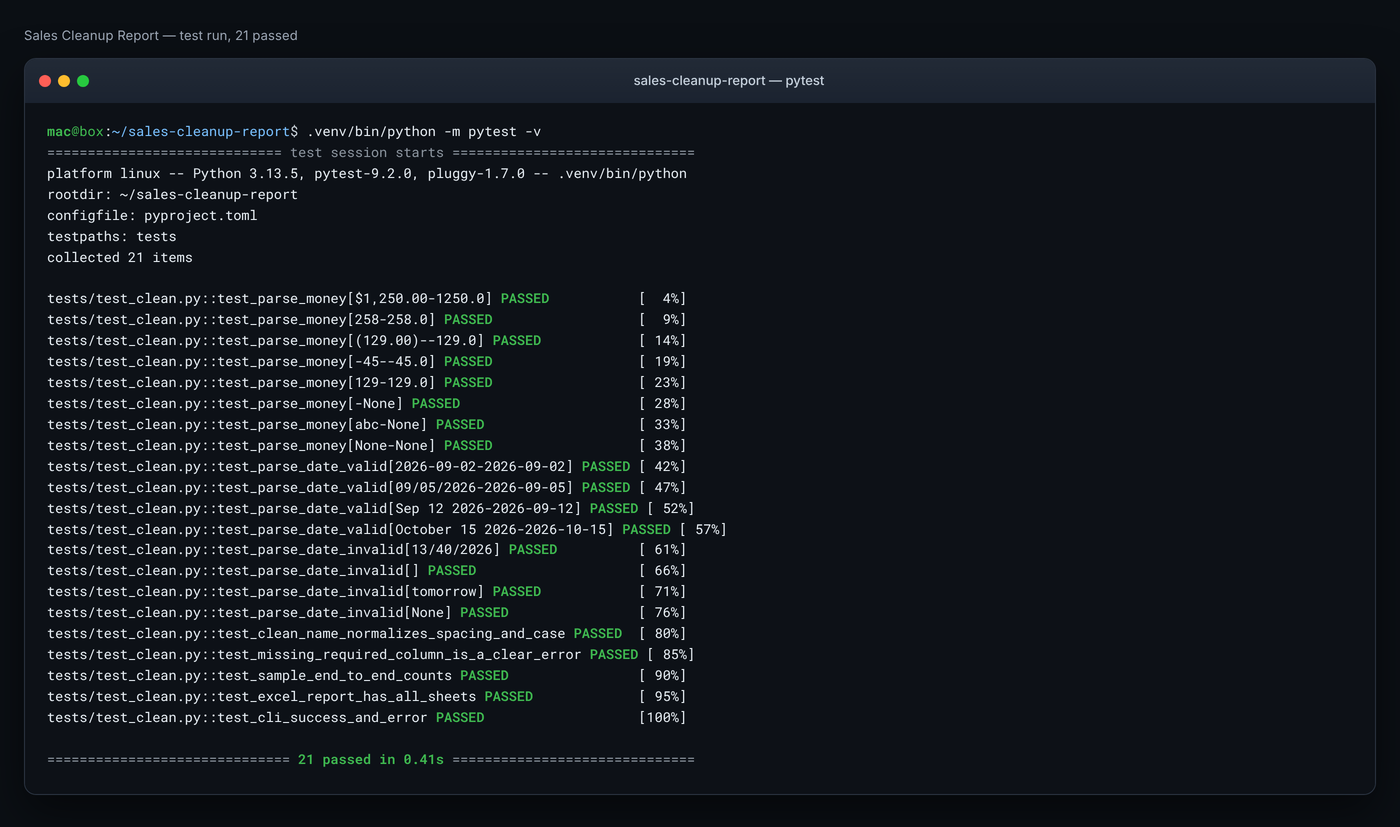 Sales Cleanup Report — test run, 21 passed
sales-cleanup-report — pytest
mac@box:~/sales-cleanup-report$ .venv/bin/python -m pytest -v
============================= test session starts ==============================
platform linux -- Python 3.13.5, pytest-9.2.0, pluggy-1.7.0 -- .venv/bin/python
rootdir: ~/sales-cleanup-report
configfile: pyproject.toml
testpaths: tests
collected 21 items
tests/test_clean.py::test_parse_money[$1,250.00-1250.0] PASSED           [  4%]
tests/test_clean.py::test_parse_money[258-258.0] PASSED                  [  9%]
tests/test_clean.py::test_parse_money[(129.00)--129.0] PASSED            [ 14%]
tests/test_clean.py::test_parse_money[-45--45.0] PASSED                  [ 19%]
tests/test_clean.py::test_parse_money[129-129.0] PASSED                  [ 23%]
tests/test_clean.py::test_parse_money[-None] PASSED                      [ 28%]
tests/test_clean.py::test_parse_money[abc-None] PASSED                   [ 33%]
tests/test_clean.py::test_parse_money[None-None] PASSED                  [ 38%]
tests/test_clean.py::test_parse_date_valid[2026-09-02-2026-09-02] PASSED [ 42%]
tests/test_clean.py::test_parse_date_valid[09/05/2026-2026-09-05] PASSED [ 47%]
tests/test_clean.py::test_parse_date_valid[Sep 12 2026-2026-09-12] PASSED [ 52%]
tests/test_clean.py::test_parse_date_valid[October 15 2026-2026-10-15] PASSED [ 57%]
tests/test_clean.py::test_parse_date_invalid[13/40/2026] PASSED          [ 61%]
tests/test_clean.py::test_parse_date_invalid[] PASSED                    [ 66%]
tests/test_clean.py::test_parse_date_invalid[tomorrow] PASSED            [ 71%]
tests/test_clean.py::test_parse_date_invalid[None] PASSED                [ 76%]
tests/test_clean.py::test_clean_name_normalizes_spacing_and_case PASSED  [ 80%]
tests/test_clean.py::test_missing_required_column_is_a_clear_error PASSED [ 85%]
tests/test_clean.py::test_sample_end_to_end_counts PASSED                [ 90%]
tests/test_clean.py::test_excel_report_has_all_sheets PASSED             [ 95%]
tests/test_clean.py::test_cli_success_and_error PASSED                   [100%]
============================== 21 passed in 0.41s ==============================